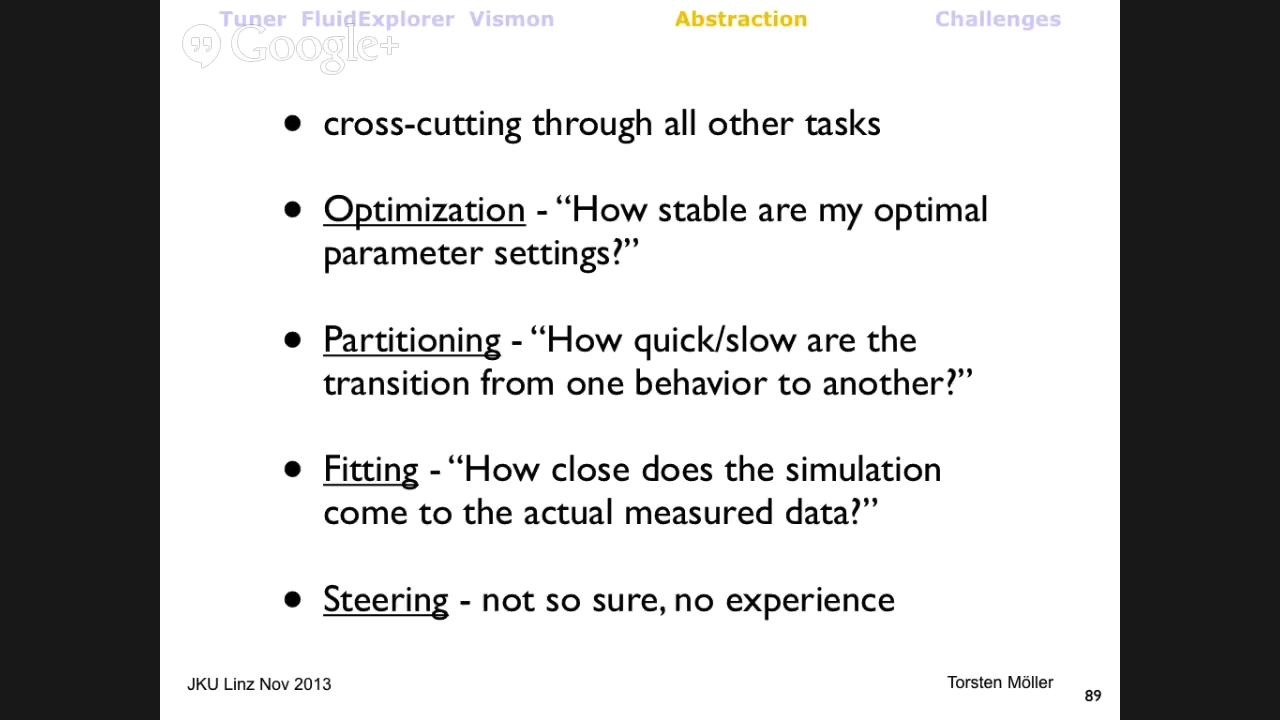 Tuner FluidExplorer Vismon Abstraction Challenges
Google+
• cross-cutting through all other tasks
• Optimization - “How stable are my optimal
parameter settings?”
• Partitioning - “How quick/slow are the
transition from one behavior to another?”
• Fitting - “How close does the simulation
come to the actual measured data?”
• Steering - not so sure, no experience
JKU Linz Nov 2013
Torsten Möller
89